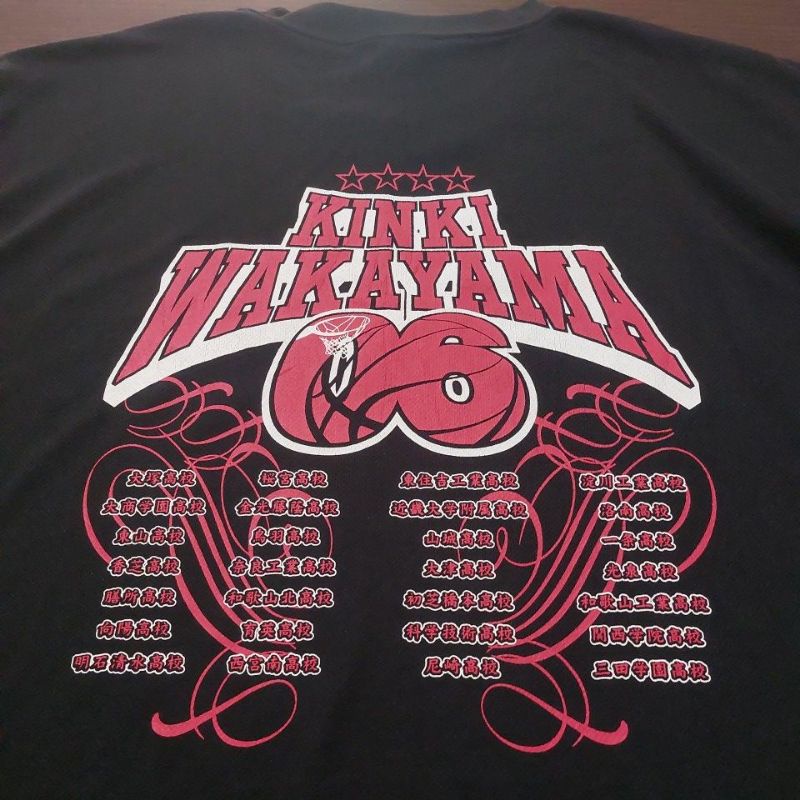 KINKI
WAKAYAMA
06
大塚高校 桜宮高校 東住吉工業高校 淀川工業高校
大商学園高校 金光藤蔭高校 近畿大学附属高校 洛南高校
東山高校 鳥羽高校 山城高校 一条高校
香芝高校 奈良工業高校 大津高校 光泉高校
膳所高校 和歌山北高校 初芝橋本高校 和歌山工業高校
向陽高校 育英高校 科学技術高校 関西学院高校
明石清水高校 西宮南高校 尼崎高校 三田学園高校